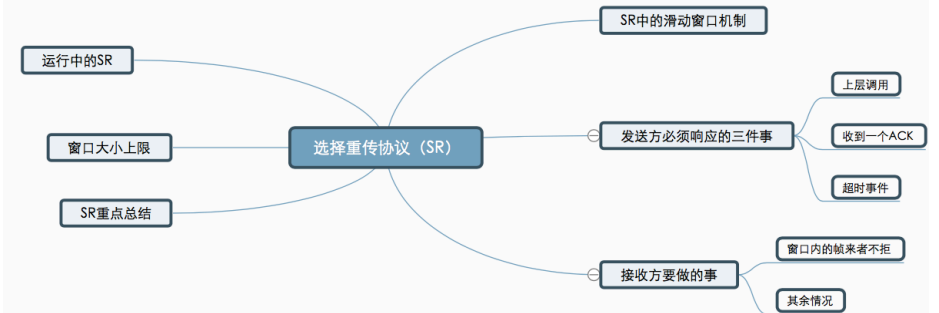 选择重传协议（SR）
SR中的滑动窗口机制
发送方必须响应的三件事
上层调用
收到一个ACK
超时事件
接收方要做的事
窗口内的帧来者不拒
其余情况
运行中的SR
窗口大小上限
SR重点总结